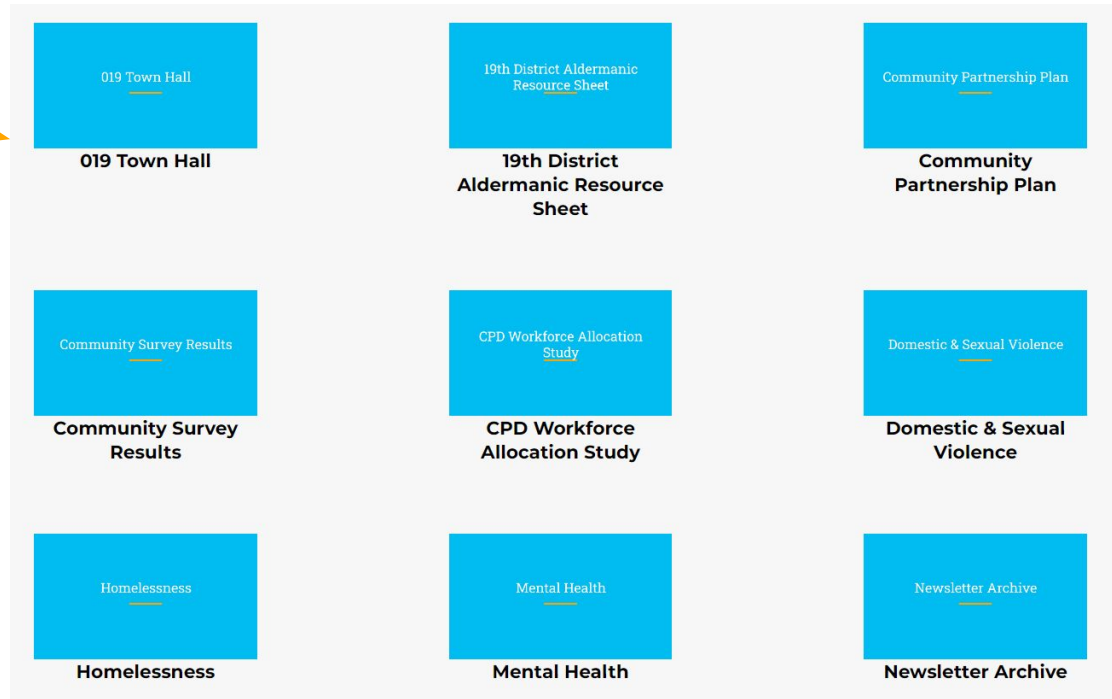 019 Town Hall
19th District Aldermanic
Resource Sheet
Community Partnership Plan
019 Town Hall
19th District
Aldermanic Resource
Sheet
Community
Partnership Plan
Community Survey Results
CPD Workforce Allocation
Study
Domestic & Sexual Violence
Community Survey
Results
CPD Workforce
Allocation Study
Domestic & Sexual
Violence
Homelessness
Mental Health
Newsletter Archive
Homelessness
Mental Health
Newsletter Archive